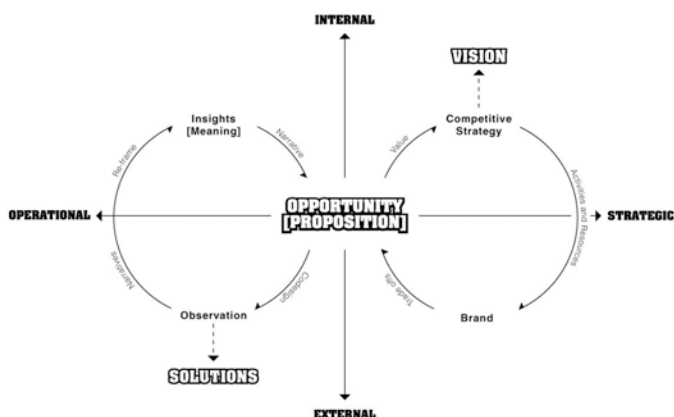 INTERNAL
VISION
Insights
[Meaning]
Competitive
Strategy
Re-frame
Narrative
Value
OPERATIONAL
OPPORTUNITY
[PROPOSITION]
STRATEGIC
Activities and Resources
Narratives
Codesign
Trade offs
Observation
Brand
SOLUTIONS
EXTERNAL